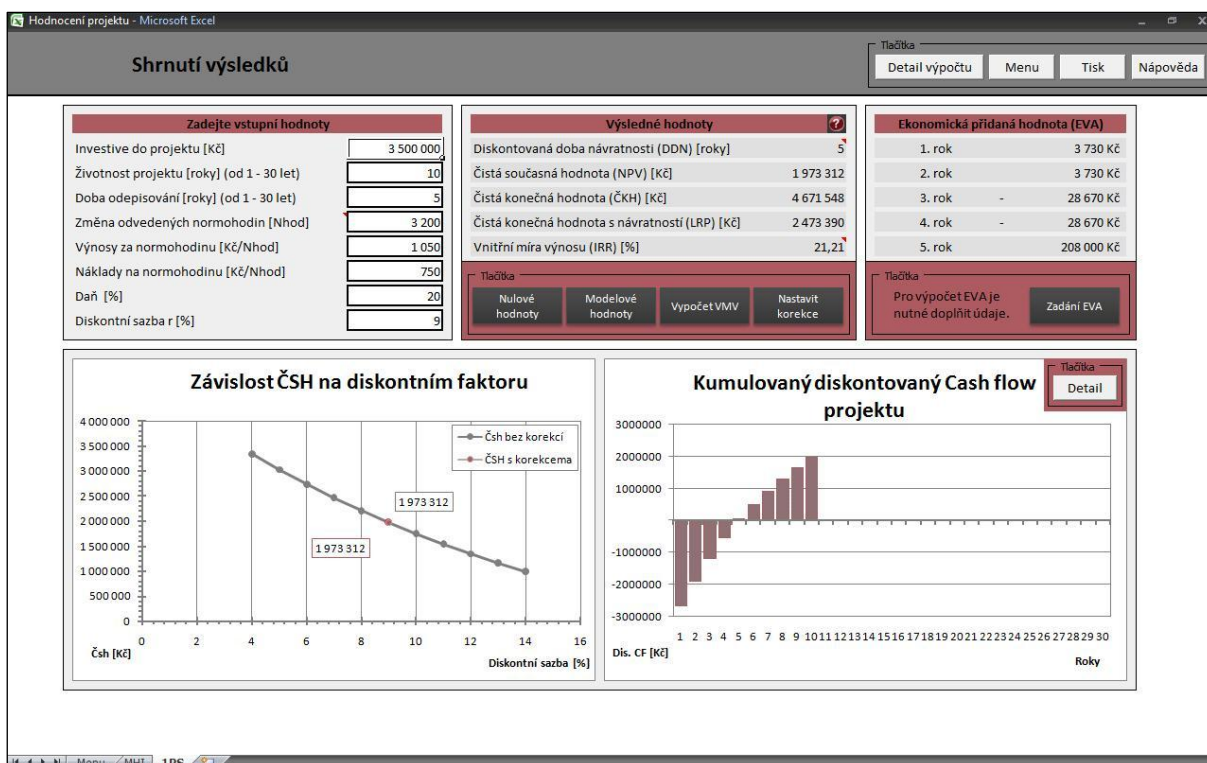 Hodnocení projektu - Microsoft Excel
Shrnutí výsledků
Tlačítka
Detail výpočtu Menu Tisk Nápověda
Zadejte vstupní hodnoty
Investive do projektu [Kč] 3 500 000
Životnost projektu [roky] (od 1 - 30 let) 10
Doba odepisování [roky] (od 1 - 30 let) 5
Změna odvedených normohodin [Nhod] 3 200
Výnosy za normohodinu [Kč/Nhod] 1 050
Náklady na normohodinu [Kč/Nhod] 750
Daň [%] 20
Diskontní sazba r [%] 9
Výsledné hodnoty ?
Diskontovaná doba návratnosti (DDN) [roky] 5
Čistá současná hodnota (NPV) [Kč] 1 973 312
Čistá konečná hodnota (ČKH) [Kč] 4 671 548
Čistá konečná hodnota s návratností (LRP) [Kč] 2 473 390
Vnitřní míra výnosu (IRR) [%] 21,21
Tlačítka
Nulové hodnoty Modelové hodnoty Vypočet VMV Nastavit korekce
Ekonomická přidaná hodnota (EVA)
1. rok 3 730 Kč
2. rok 3 730 Kč
3. rok - 28 670 Kč
4. rok - 28 670 Kč
5. rok 208 000 Kč
Tlačítka
Pro výpočet EVA je
nutné doplňit údaje.
Zadání EVA
Závislost ČSH na diskontním faktoru
4 000 000
3 500 000
3 000 000
2 500 000
2 000 000
1 500 000
1 000 000
500 000
0
0 2 4 6 8 10 12 14 16
Čsh bez korekcí
ČSH s korekcema
1 973 312
1 973 312
Čsh [Kč]
Diskontní sazba [%]
Kumulovaný diskontovaný Cash flow
projektu
Tlačítka
Detail
3000000
2000000
1000000
-1000000
-2000000
-3000000
1 2 3 4 5 6 7 8 9 10 11 12 13 14 15 16 17 18 19 20 21 22 23 24 25 26 27 28 29 30
Dis. CF [Kč]
Roky
Menu MHI 1PS